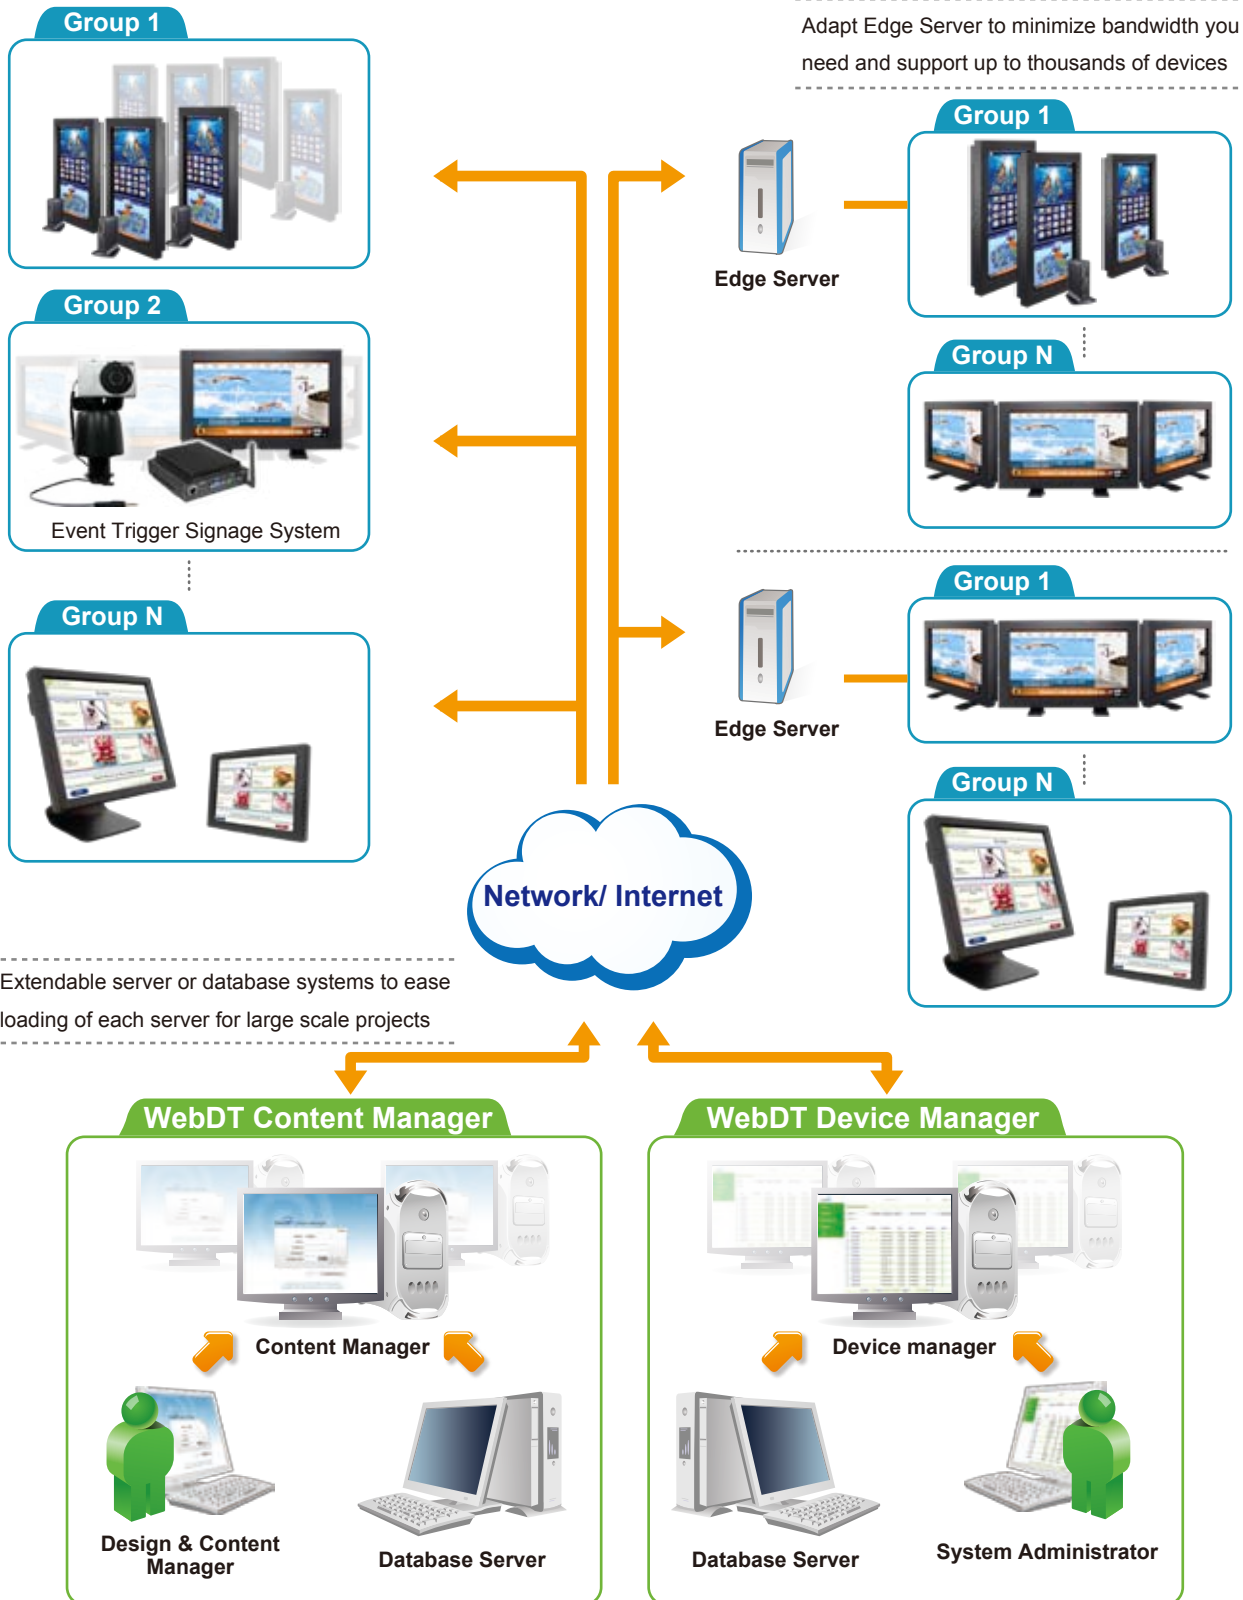 Group 1
Adapt Edge Server to minimize bandwidth you
need and support up to thousands of devices
Group 1
Edge Server
Group 2
Event Trigger Signage System
Group N
Group N
Group 1
Edge Server
Group N
Network/ Internet
Extendable server or database systems to ease
loading of each server for large scale projects
WebDT Content Manager
WebDT Device Manager
Content Manager
Device manager
Design & Content
Manager
Database Server
Database Server
System Administrator